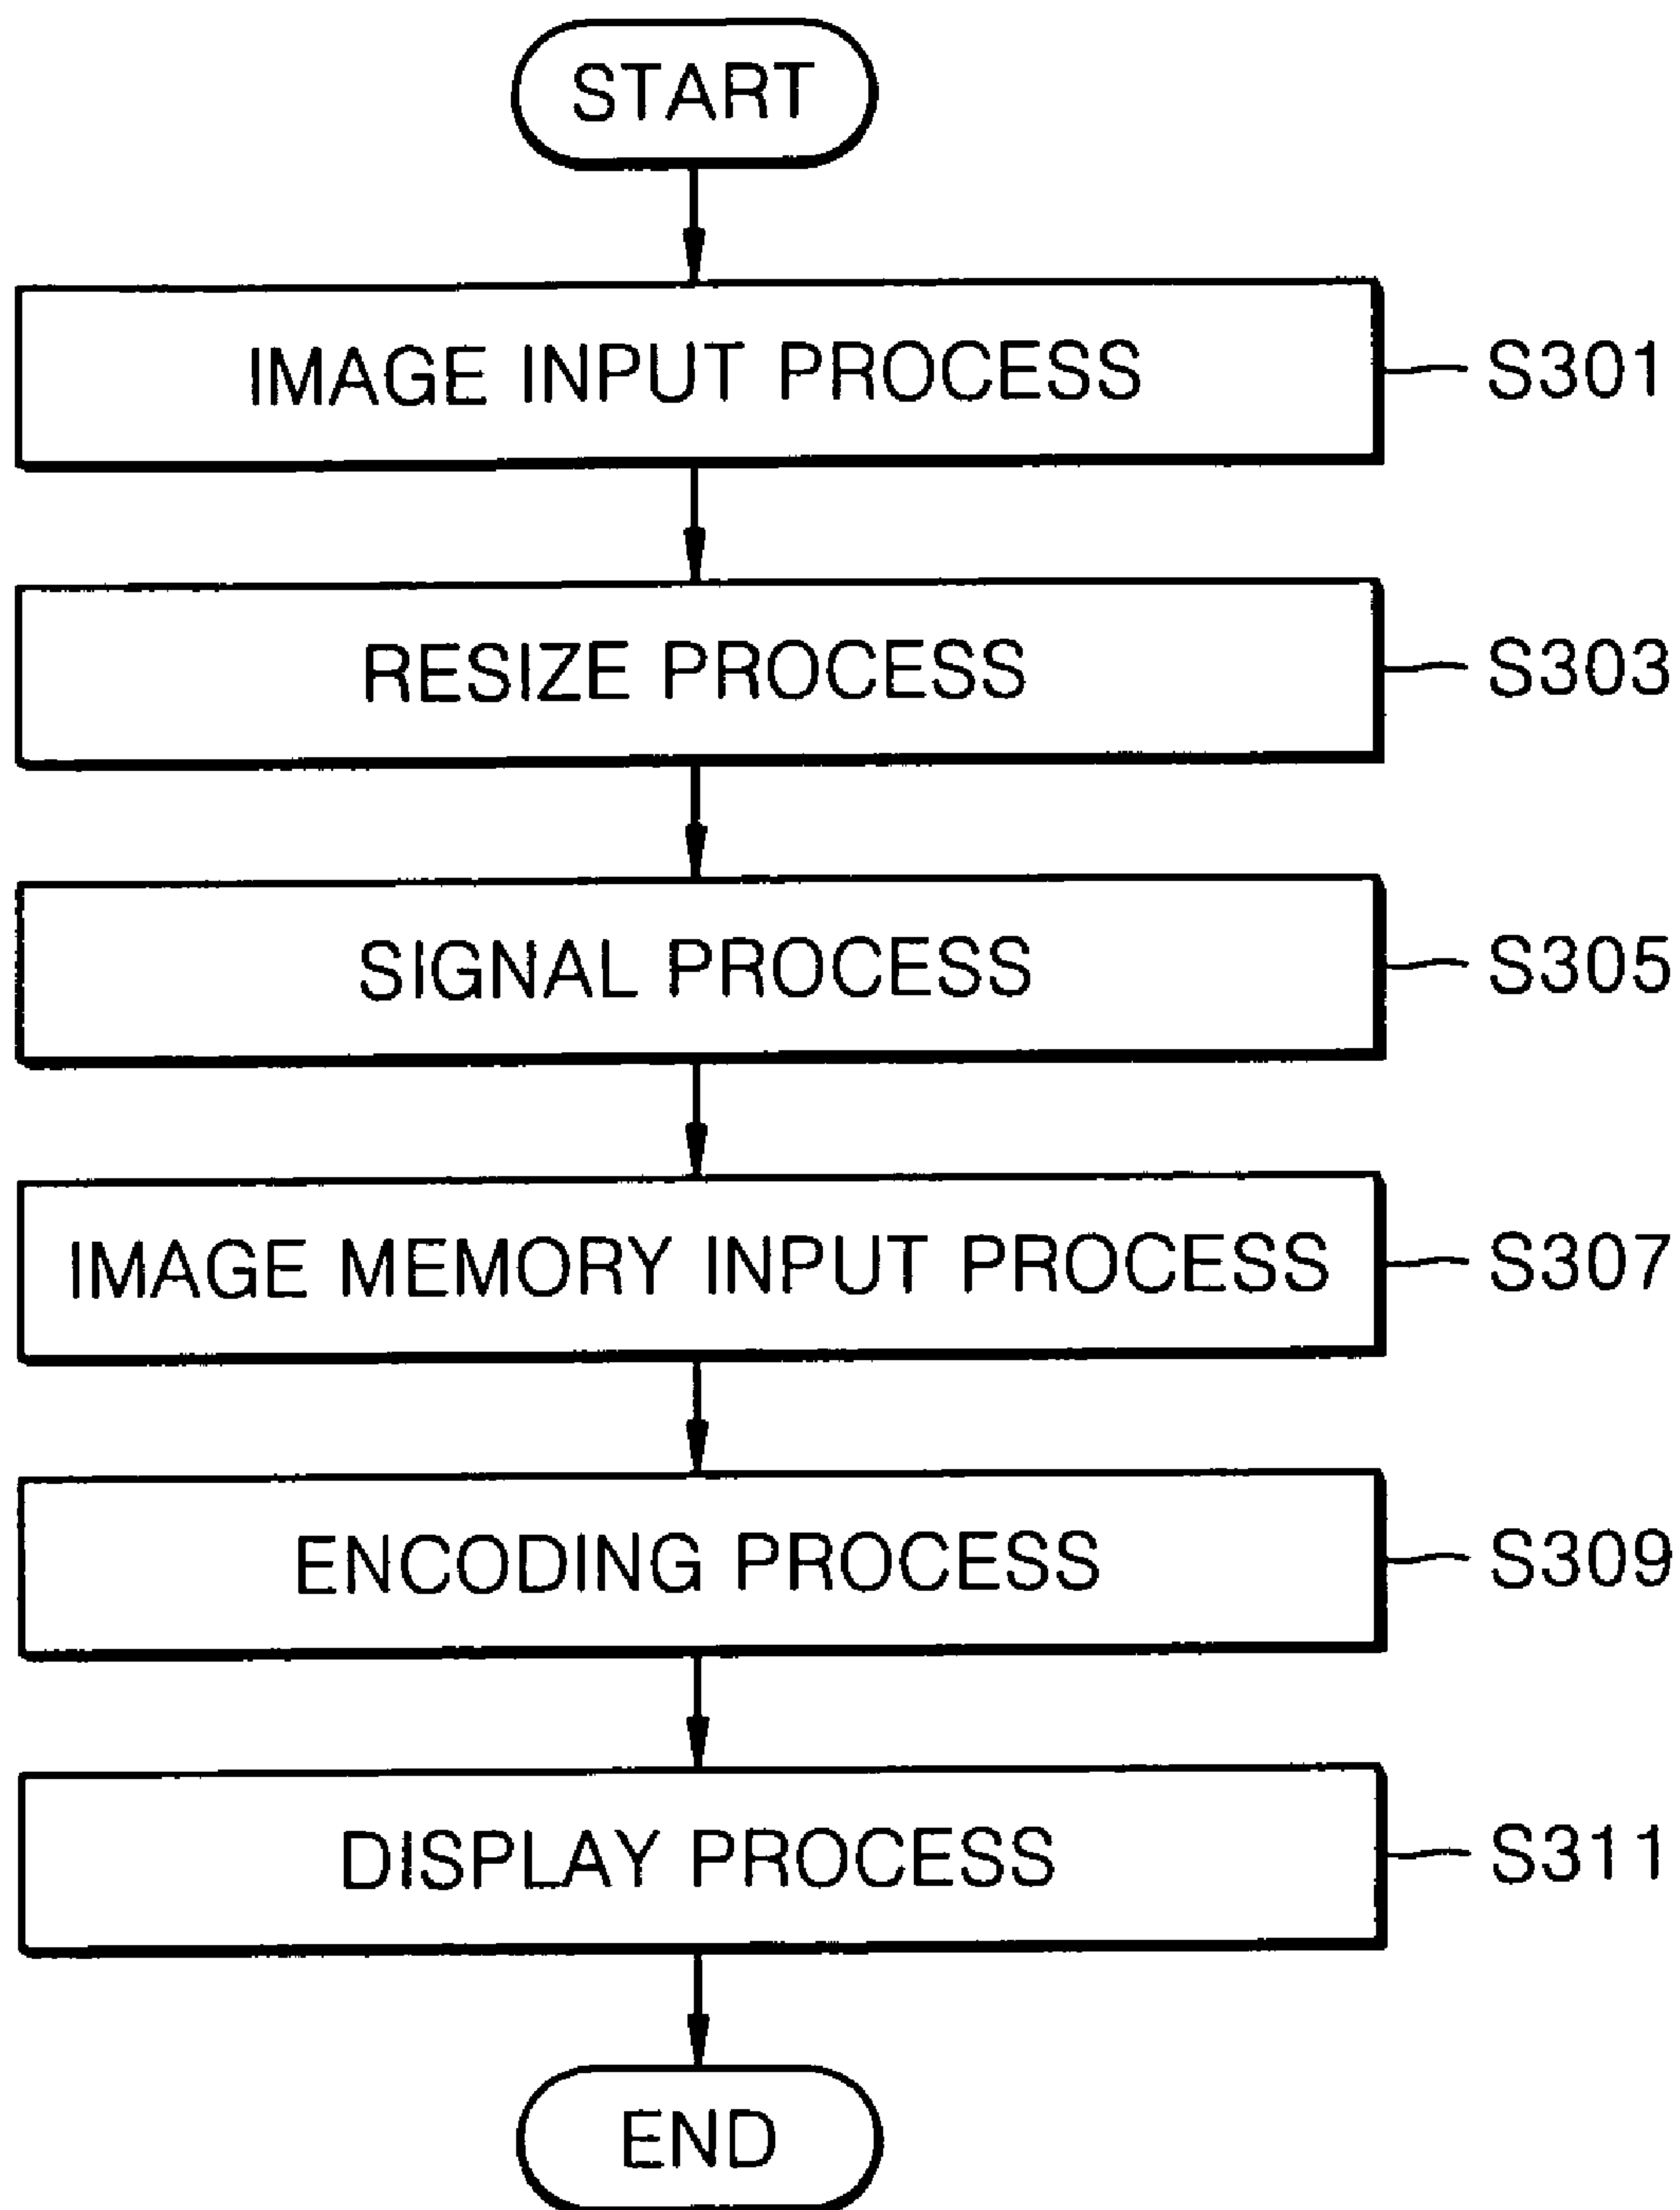 START
IMAGE INPUT PROCESS S301
RESIZE PROCESS S303
SIGNAL PROCESS S305
IMAGE MEMORY INPUT PROCESS S307
ENCODING PROCESS S309
DISPLAY PROCESS S311
END